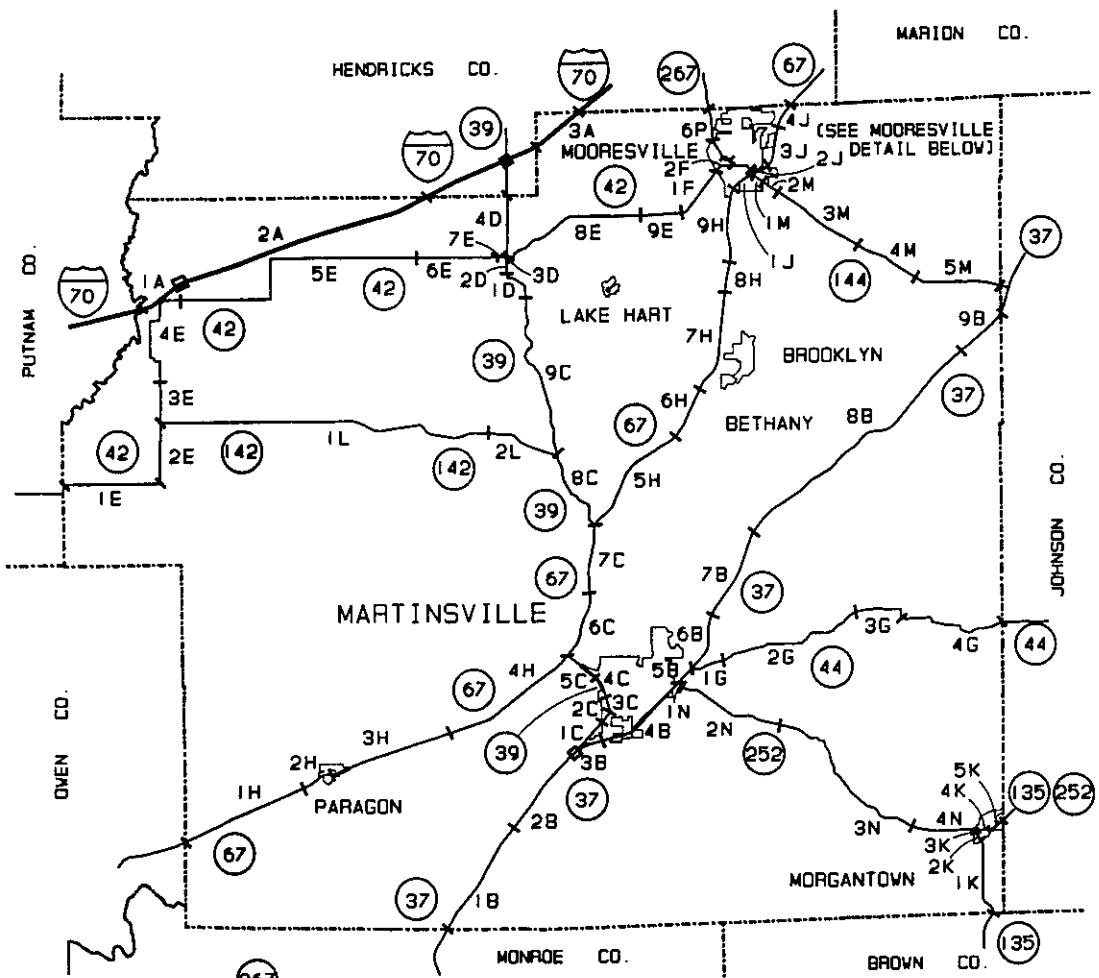 MARION CO.
HENDRICKS CO.
70
267
67
39
3A
6P
4J
(SEE MOORESVILLE
DETAIL BELOW)
70
MOORESVILLE
3J
2J
2F
1F
2M
42
4D
8E
9E
9H
1M
3M
1J
37
2A
7E
4M
PUTNAM CO.
1A
5E
6E
2D
3D
8H
144
5M
70
42
42
1D
LAKE HART
9B
4E
7H
BROOKLYN
39
9C
37
3E
6H
8B
67
BETHANY
42
2E
142
1L
142
2L
1E
8C
5H
39
JOHNSON CO.
7C
67
7B
37
MARTINSVILLE
6C
6B
3G
4H
5B
4G
44
67
5C
4C
1G
2G
44
3C
1N
2C
2N
OWEN CO.
3H
1C
4B
252
2H
39
3B
5K
1H
37
4K
135
252
PARAGON
2B
4N
3N
3K
67
2K
MORGANTOWN
1K
37
1B
MONROE CO.
BROWN CO.
135
267